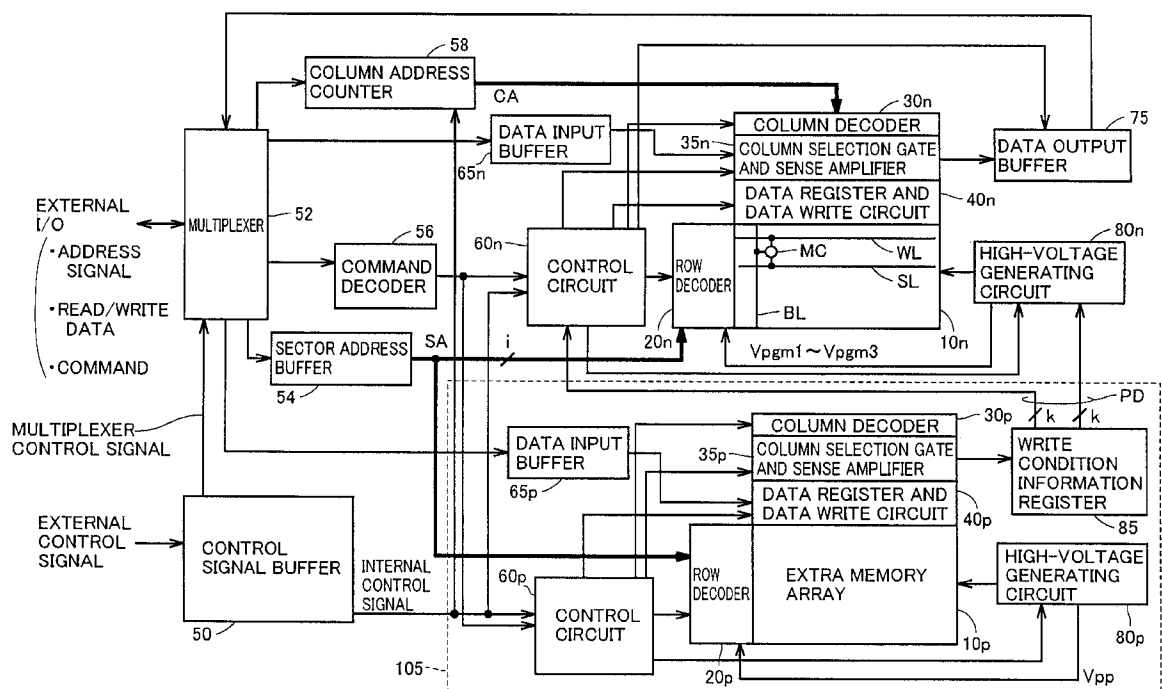 58
COLUMN ADDRESS
COUNTER
CA
30n
75
COLUMN DECODER
DATA INPUT
BUFFER
65n
35n
COLUMN SELECTION GATE
AND SENSE AMPLIFIER
DATA OUTPUT
BUFFER
DATA REGISTER AND
DATA WRITE CIRCUIT
40n
EXTERNAL
I/O
MULTIPLEXER
52
• ADDRESS
SIGNAL
• READ/WRITE
DATA
• COMMAND
56
COMMAND
DECODER
60n
CONTROL
CIRCUIT
ROW
DECODER
20n
MC
WL
SL
BL
10n
80n
HIGH-VOLTAGE
GENERATING
CIRCUIT
SECTOR ADDRESS
BUFFER
54
SA
i
Vpgm1~Vpgm3
PD
k
k
MULTIPLEXER
CONTROL SIGNAL
DATA INPUT
BUFFER
65p
30p
COLUMN DECODER
35p
COLUMN SELECTION GATE
AND SENSE AMPLIFIER
DATA REGISTER AND
DATA WRITE CIRCUIT
40p
WRITE
CONDITION
INFORMATION
REGISTER
85
EXTERNAL
CONTROL
SIGNAL
CONTROL
SIGNAL BUFFER
50
INTERNAL
CONTROL
SIGNAL
60p
CONTROL
CIRCUIT
ROW
DECODER
20p
EXTRA MEMORY
ARRAY
10p
HIGH-VOLTAGE
GENERATING
CIRCUIT
80p
Vpp
105